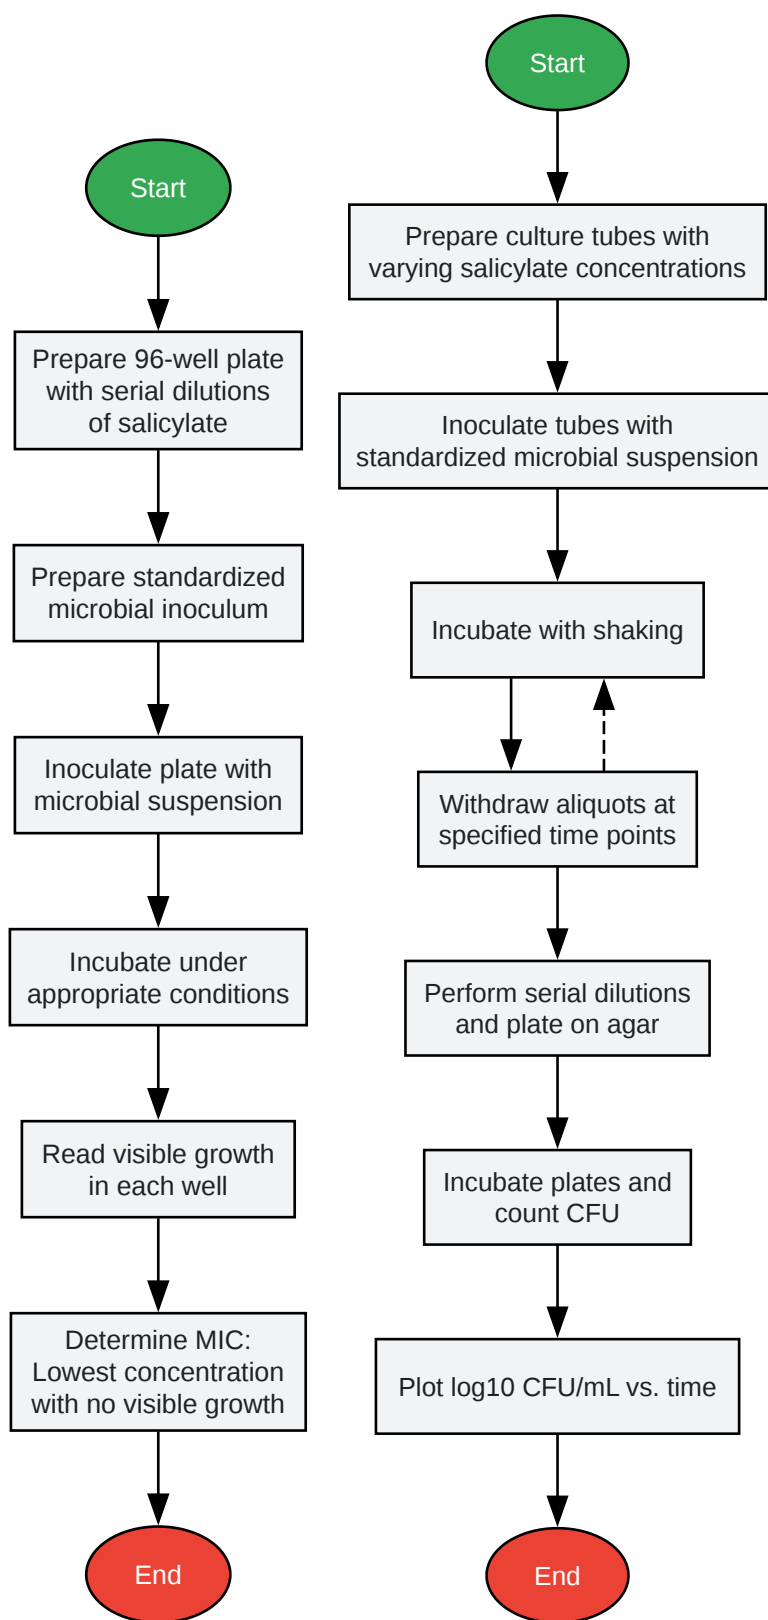 Start
Prepare 96-well plate
with serial dilutions
of salicylate
Prepare standardized
microbial inoculum
Inoculate plate with
microbial suspension
Incubate under
appropriate conditions
Read visible growth
in each well
Determine MIC:
Lowest concentration
with no visible growth
End
Start
Prepare culture tubes with
varying salicylate concentrations
Inoculate tubes with
standardized microbial suspension
Incubate with shaking
Withdraw aliquots at
specified time points
Perform serial dilutions
and plate on agar
Incubate plates and
count CFU
Plot log10 CFU/mL vs. time
End